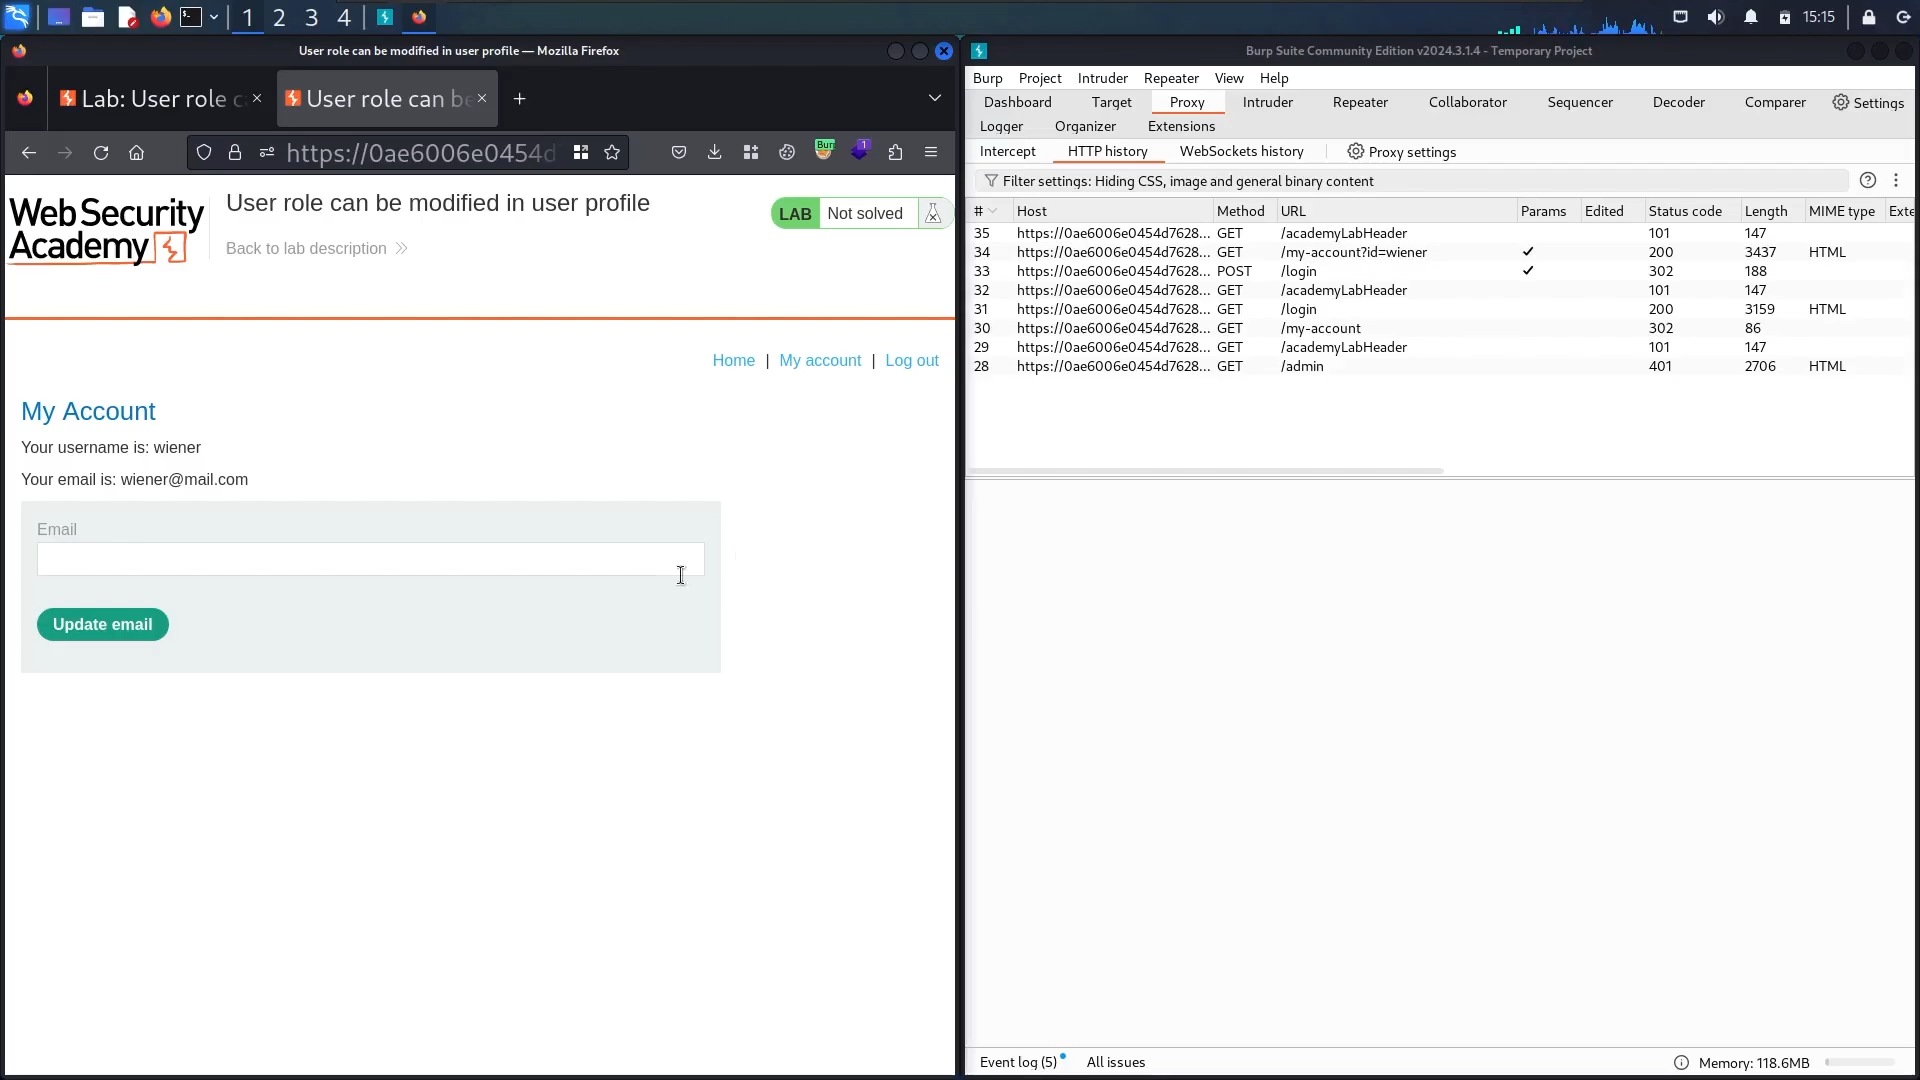 1 2 3 4
15:15
User role can be modified in user profile — Mozilla Firefox
Lab: User role c
User role can be
https://0ae6006e0454d
Burp
1
Web Security
Academy
User role can be modified in user profile
Back to lab description
LAB Not solved
Home | My account | Log out
My Account
Your username is: wiener
Your email is: wiener@mail.com
Email
Update email
Burp Suite Community Edition v2024.3.1.4 - Temporary Project
Burp Project Intruder Repeater View Help
Dashboard Target Proxy Intruder Repeater Collaborator Sequencer Decoder Comparer Settings
Logger Organizer Extensions
Intercept HTTP history WebSockets history Proxy settings
Filter settings: Hiding CSS, image and general binary content
# Host Method URL Params Edited Status code Length MIME type Exte
35 https://0ae6006e0454d7628... GET /academyLabHeader 101 147
34 https://0ae6006e0454d7628... GET /my-account?id=wiener ✓ 200 3437 HTML
33 https://0ae6006e0454d7628... POST /login ✓ 302 188
32 https://0ae6006e0454d7628... GET /academyLabHeader 101 147
31 https://0ae6006e0454d7628... GET /login 200 3159 HTML
30 https://0ae6006e0454d7628... GET /my-account 302 86
29 https://0ae6006e0454d7628... GET /academyLabHeader 101 147
28 https://0ae6006e0454d7628... GET /admin 401 2706 HTML
Event log (5) All issues
Memory: 118.6MB